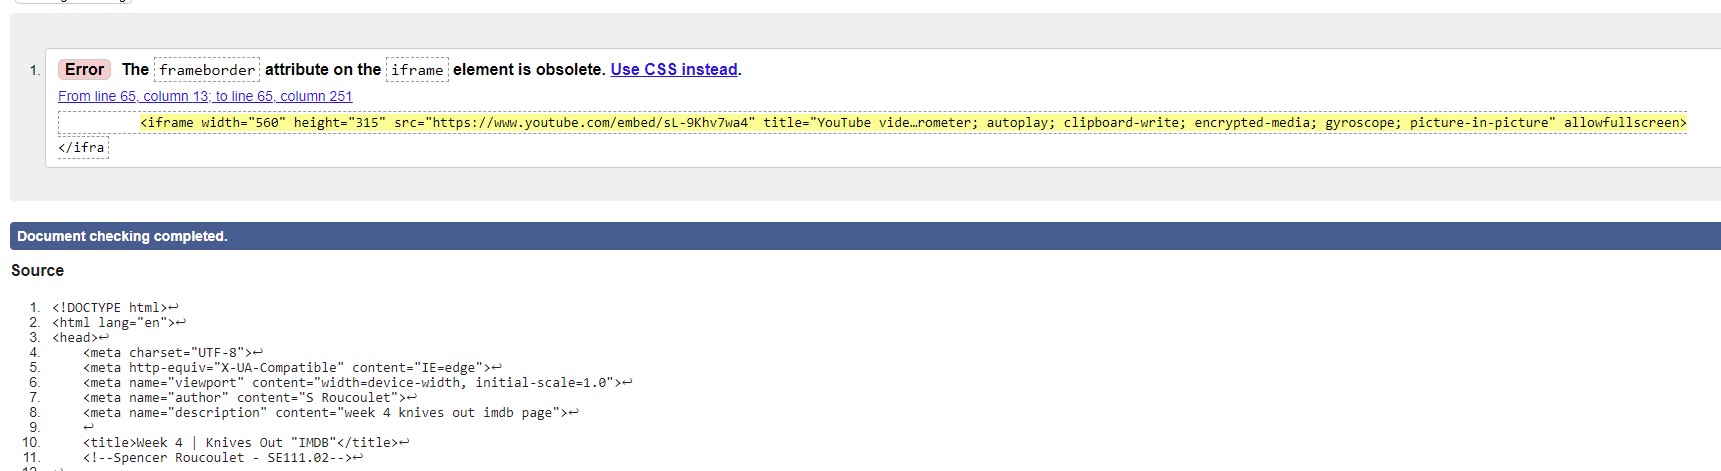 1. Error The frameborder attribute on the iframe element is obsolete. Use CSS instead.
From line 65, column 13; to line 65, column 251
<iframe width="560" height="315" src="https://www.youtube.com/embed/sL-9Khv7wa4" title="YouTube vide…rometer; autoplay; clipboard-write; encrypted-media; gyroscope; picture-in-picture" allowfullscreen>
</ifra
Document checking completed.
Source
1. <!DOCTYPE html>↩
2. <html lang="en">↩
3. <head>↩
4. <meta charset="UTF-8">↩
5. <meta http-equiv="X-UA-Compatible" content="IE=edge">↩
6. <meta name="viewport" content="width=device-width, initial-scale=1.0">↩
7. <meta name="author" content="S Roucoulet">↩
8. <meta name="description" content="week 4 knives out imdb page">↩
9. ↩
10. <title>Week 4 | Knives Out "IMDB"</title>↩
11. <!--Spencer Roucoulet - SE111.02-->↩